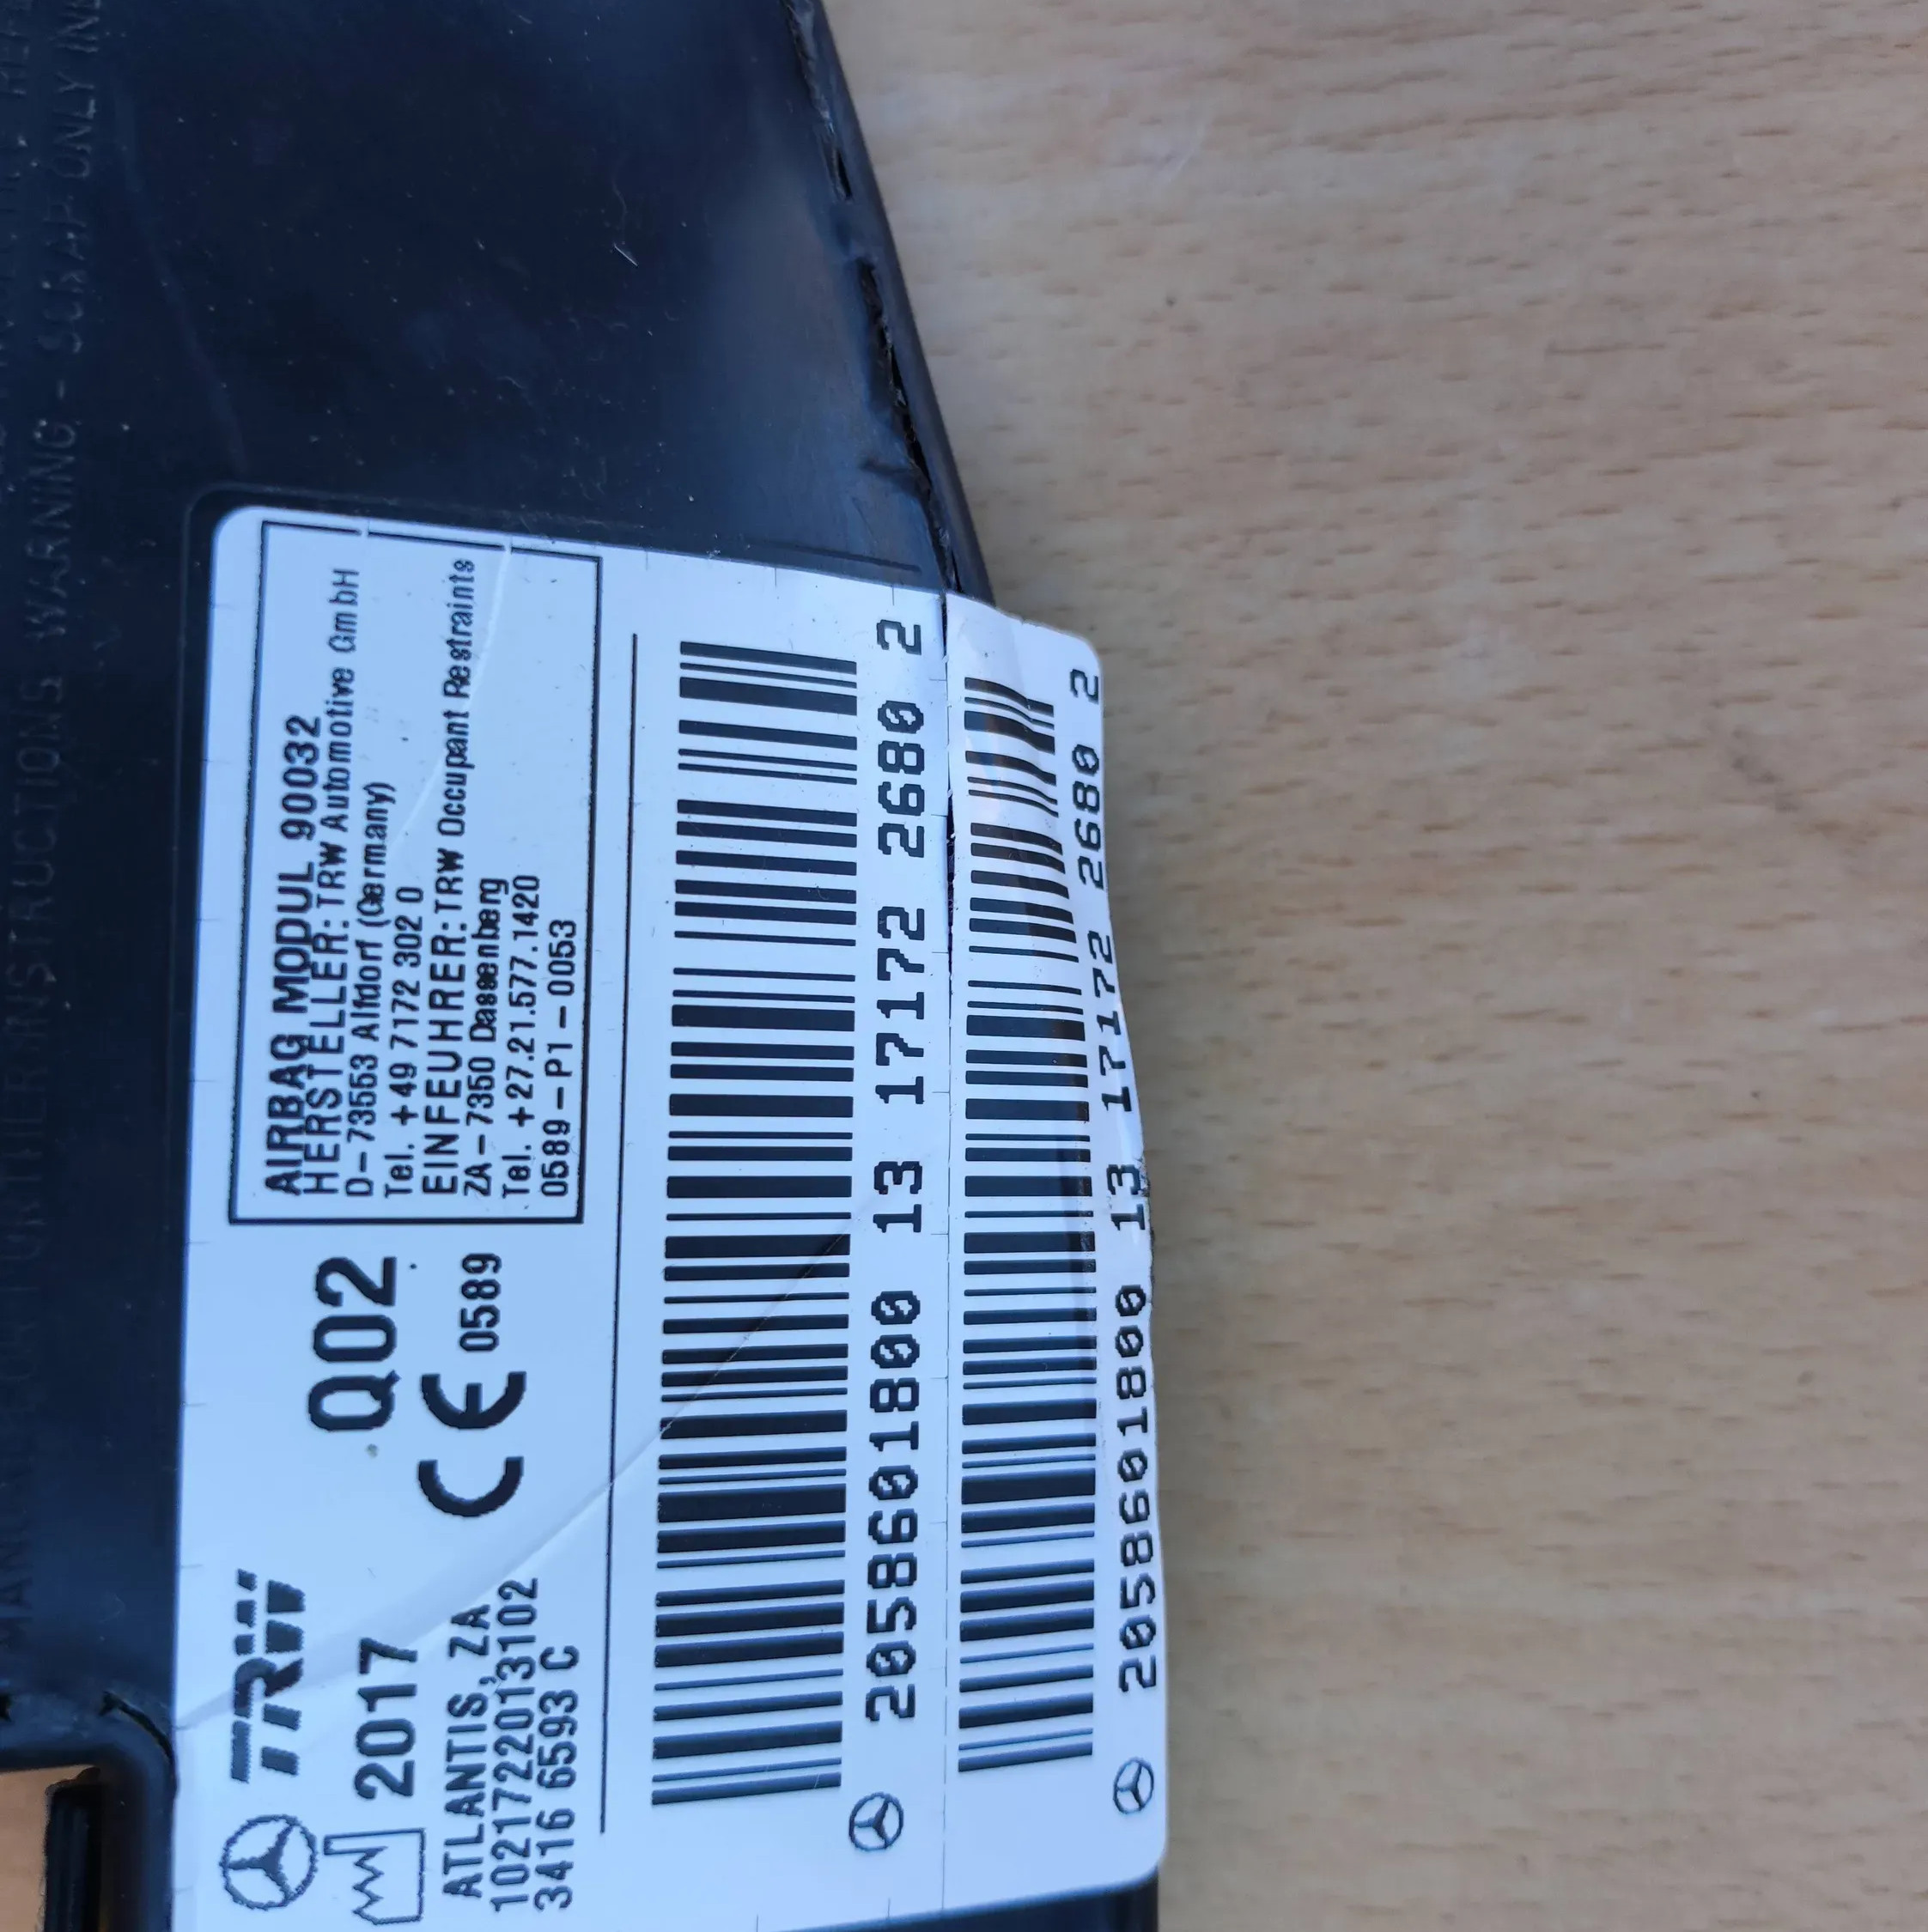 WARNING - SCRAP ONLY IN
INSTRUCTIONS
TRW
2017
ATLANTIS, ZA
1021722013102
3416 6593 C
Q02
CE 0589
AIRBAG MODUL 90032
HERSTELLER: TRW Automotive GmbH
D-73553 Alfdorf (Germany)
Tel. +49 7172 302 0
EINFEUHRER: TRW Occupant Restraints
ZA-7350 Dassenberg
Tel. +27.21.577.1420
0589-P1-0053
2058601800 13 17172 2680 2
2058601800 13 17172 2680 2